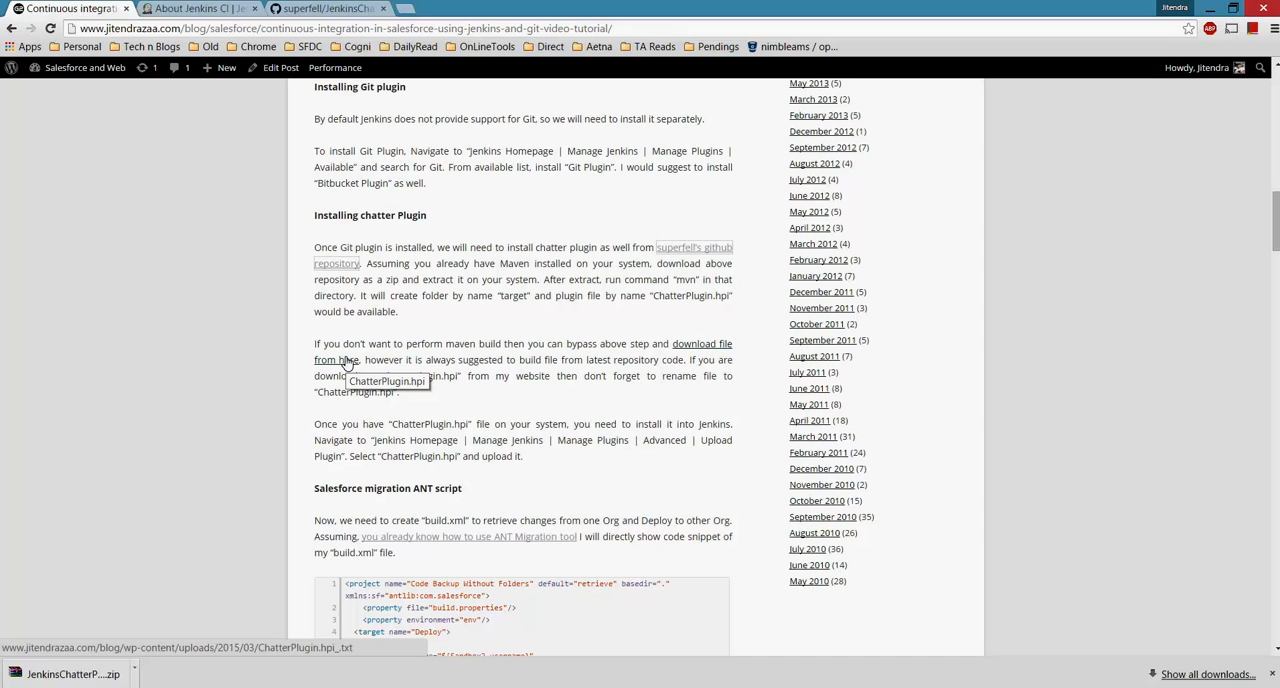 Continuous integrati
About Jenkins CI | Je
superfell/JenkinsCha
Jitendra
www.jitendrazaa.com/blog/salesforce/continuous-integration-in-salesforce-using-jenkins-and-git-video-tutorial/
Apps Personal Tech n Blogs Old Chrome SFDC Cogni DailyRead OnLineTools Direct Aetna TA Reads Pendings nimbleams / op...
Salesforce and Web 1 1 New Edit Post Performance Howdy, Jitendra
Installing Git plugin
By default Jenkins does not provide support for Git, so we will need to install it separately.
To install Git Plugin, Navigate to “Jenkins Homepage | Manage Jenkins | Manage Plugins |
Available” and search for Git. From available list, install “Git Plugin”. I would suggest to install
“Bitbucket Plugin” as well.
Installing chatter Plugin
Once Git plugin is installed, we will need to install chatter plugin as well from superfell’s github
repository. Assuming you already have Maven installed on your system, download above
repository as a zip and extract it on your system. After extract, run command “mvn” in that
directory. It will create folder by name “target” and plugin file by name “ChatterPlugin.hpi”
would be available.
If you don’t want to perform maven build then you can bypass above step and download file
from here, however it is always suggested to build file from latest repository code. If you are
downl gin.hpi” from my website then don’t forget to rename file to
ChatterPlugin.hpi
“ChatterPlugin.hpi”.
Once you have “ChatterPlugin.hpi” file on your system, you need to install it into Jenkins.
Navigate to “Jenkins Homepage | Manage Jenkins | Manage Plugins | Advanced | Upload
Plugin”. Select “ChatterPlugin.hpi” and upload it.
Salesforce migration ANT script
Now, we need to create “build.xml” to retrieve changes from one Org and Deploy to other Org.
Assuming, you already know how to use ANT Migration tool I will directly show code snippet of
my “build.xml” file.
1 <project name="Code Backup Without Folders" default="retrieve" basedir="."
xmlns:sf="antlib:com.salesforce">
2 <property file="build.properties"/>
3 <property environment="env"/>
4 <target name="Deploy">
May 2013 (5)
March 2013 (2)
February 2013 (5)
December 2012 (1)
September 2012 (7)
August 2012 (4)
July 2012 (4)
June 2012 (8)
May 2012 (5)
April 2012 (3)
March 2012 (4)
February 2012 (3)
January 2012 (7)
December 2011 (5)
November 2011 (3)
October 2011 (2)
September 2011 (5)
August 2011 (7)
July 2011 (3)
June 2011 (8)
May 2011 (8)
April 2011 (4)
March 2011 (31)
February 2011 (24)
December 2010 (7)
November 2010 (2)
October 2010 (15)
September 2010 (35)
August 2010 (26)
July 2010 (36)
June 2010 (14)
May 2010 (28)
www.jitendrazaa.com/blog/wp-content/uploads/2015/03/ChatterPlugin.hpi_.txt
JenkinsChatterP....zip
Show all downloads...